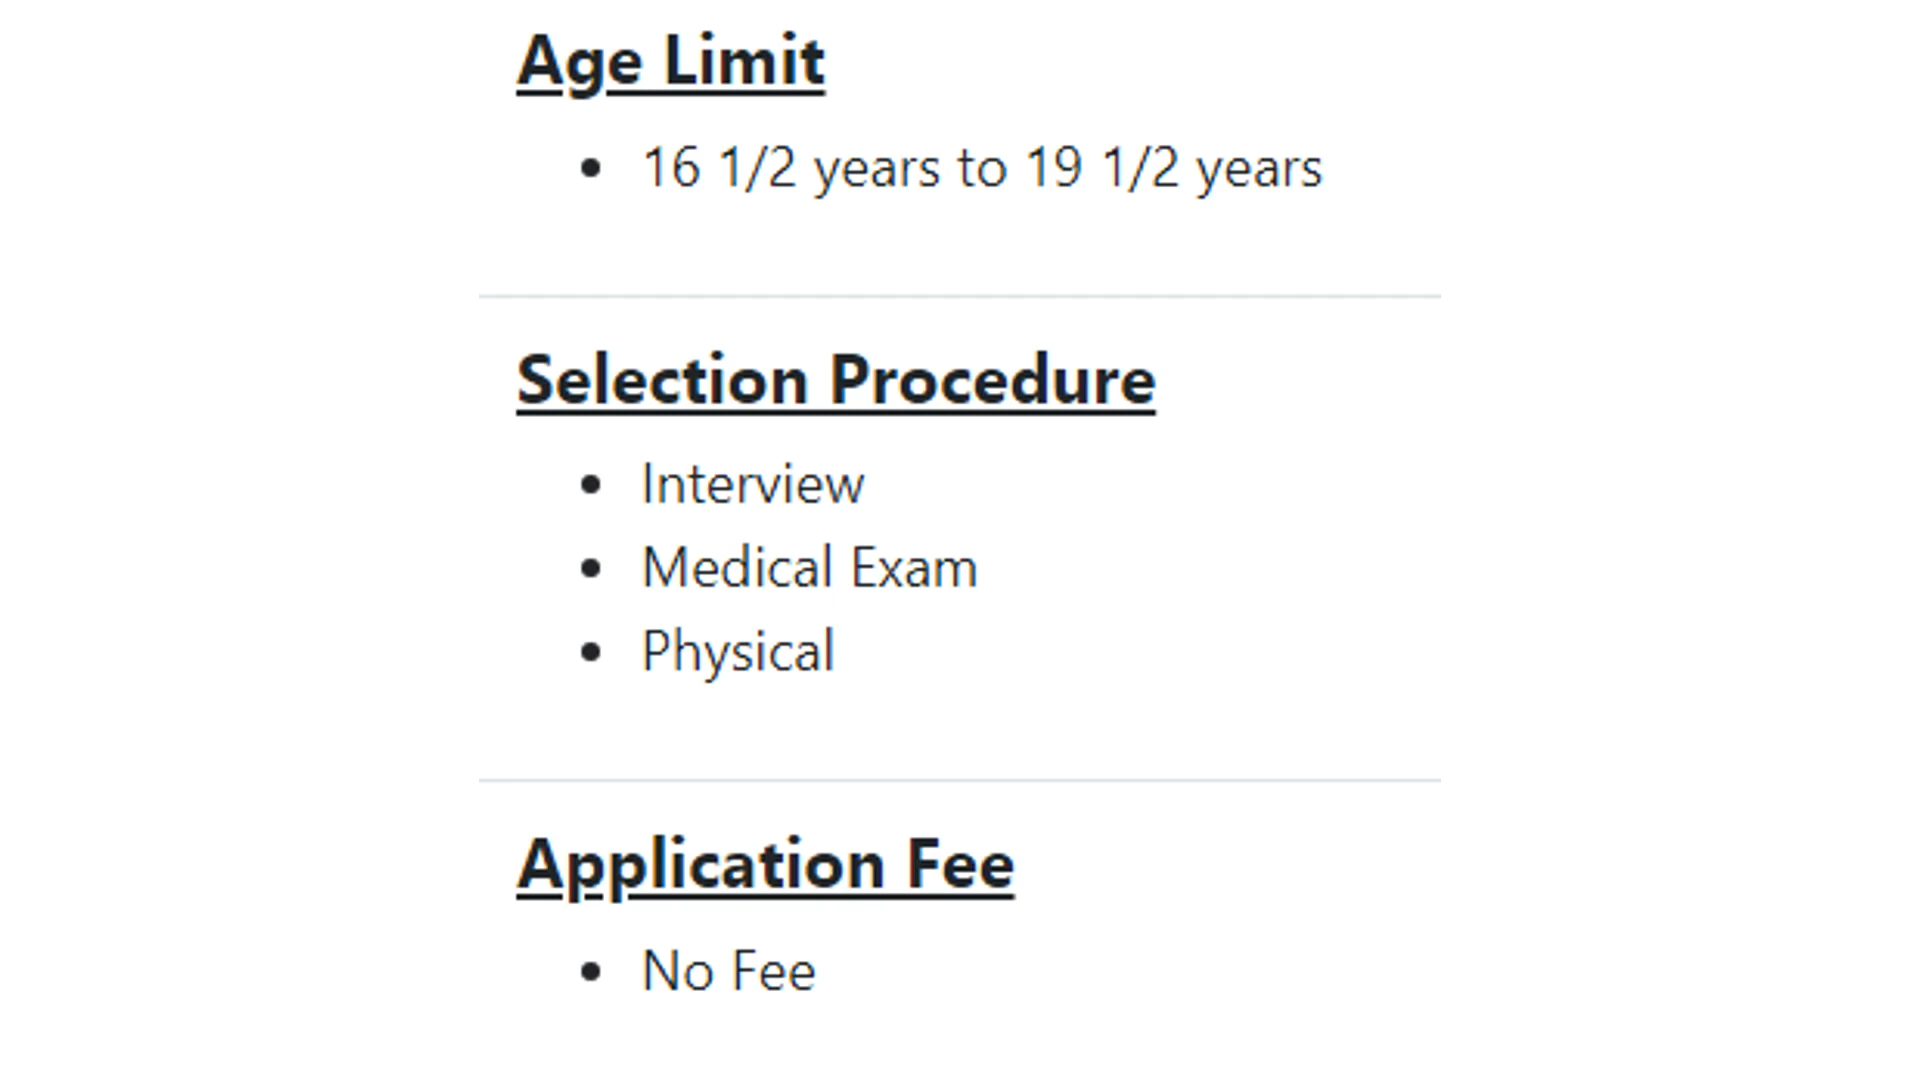 Age Limit
• 16 1/2 years to 19 1/2 years
Selection Procedure
• Interview
• Medical Exam
• Physical
Application Fee
• No Fee